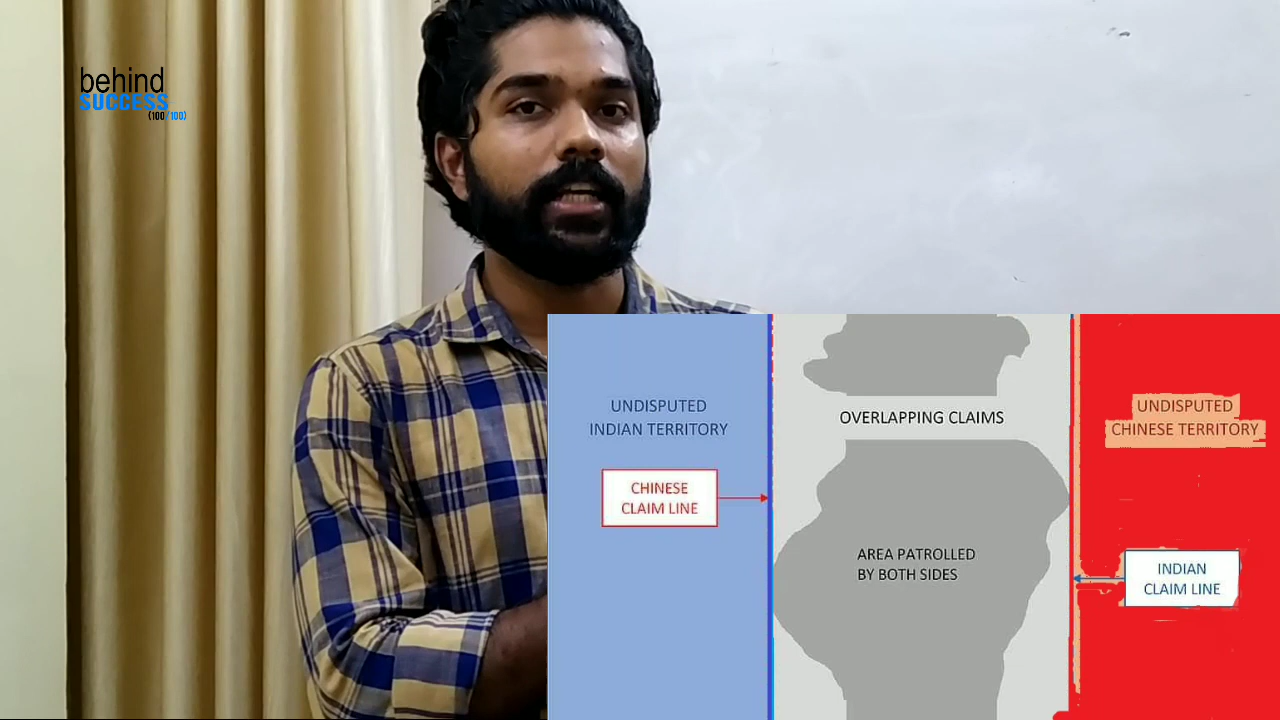 behind
SUCCESS
(100/100)
UNDISPUTED
INDIAN TERRITORY
CHINESE
CLAIM LINE
OVERLAPPING CLAIMS
AREA PATROLLED
BY BOTH SIDES
UNDISPUTED
CHINESE TERRITORY
INDIAN
CLAIM LINE